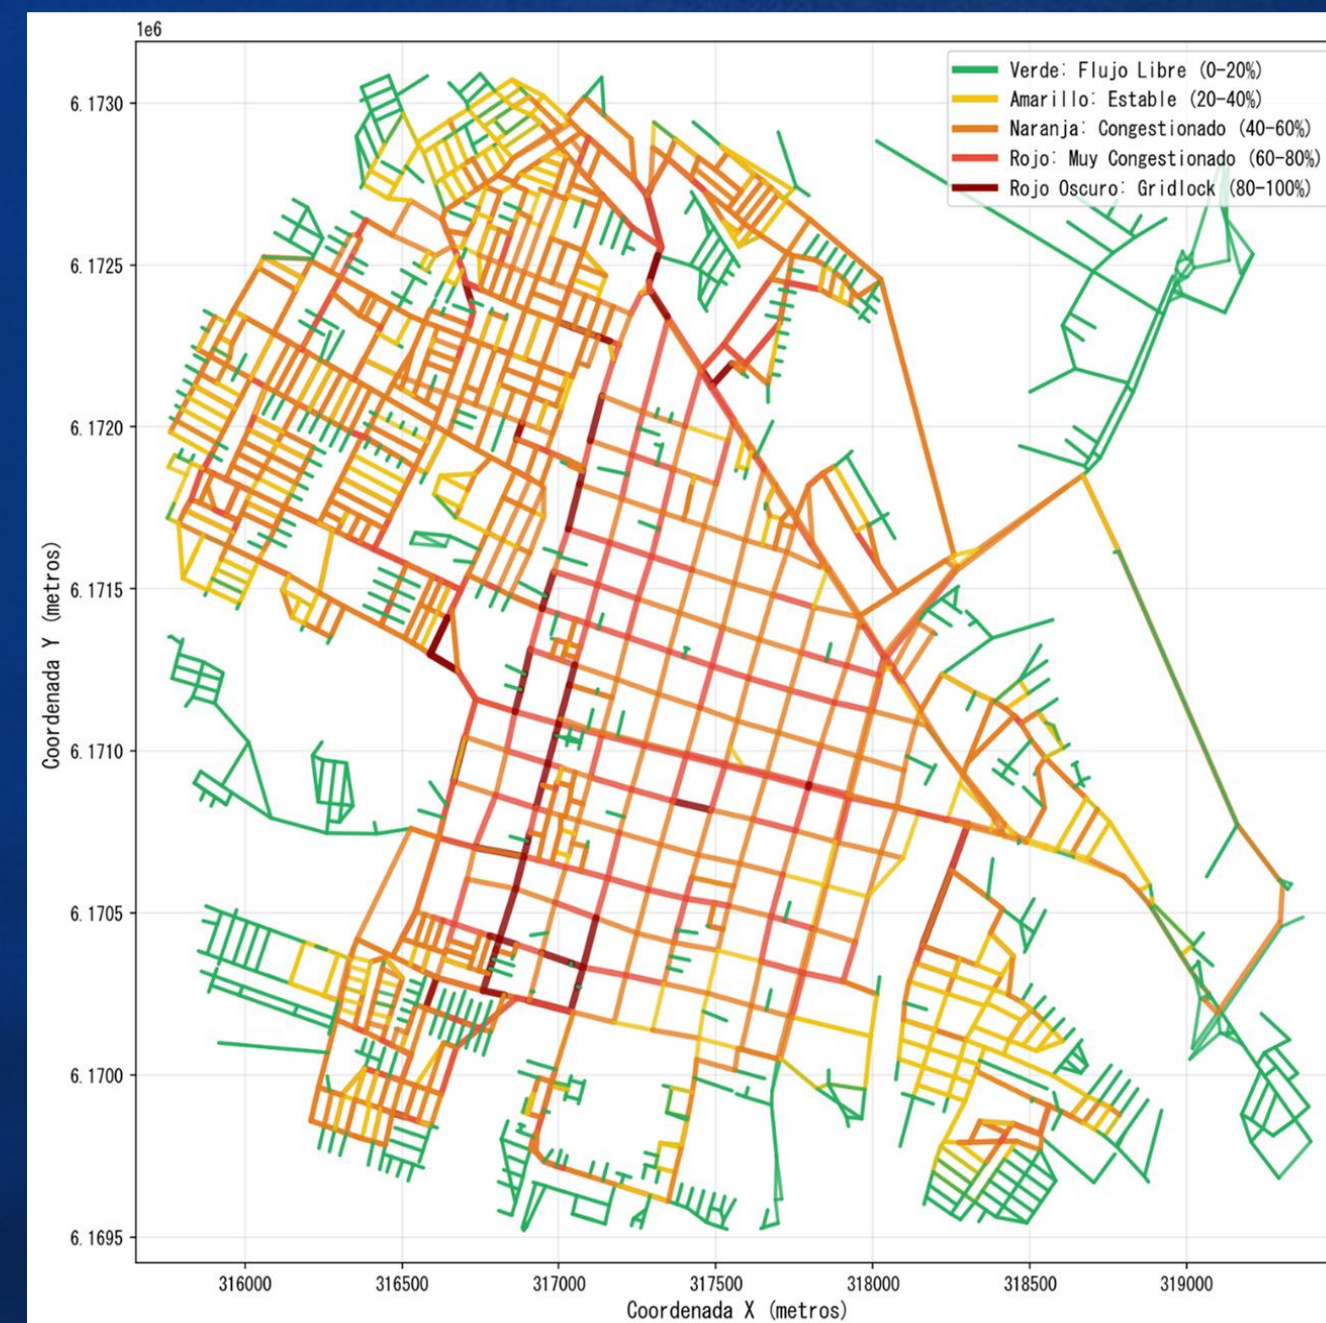 1e6
Verde: Flujo Libre (0-20%)
Amarillo: Estable (20-40%)
Naranja: Congestionado (40-60%)
Rojo: Muy Congestionado (60-80%)
Rojo Oscuro: Gridlock (80-100%)
6.1730
6.1725
6.1720
6.1715
6.1710
6.1705
6.1700
6.1695
Coordenada Y (metros)
316000 316500 317000 317500 318000 318500 319000
Coordenada X (metros)